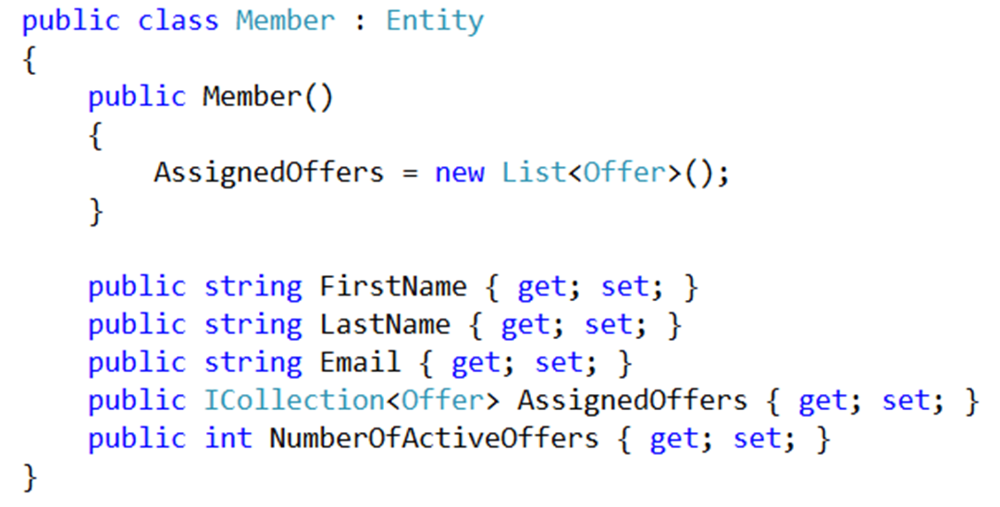 public class Member : Entity
{
    public Member()
    {
        AssignedOffers = new List<Offer>();
    }

    public string FirstName { get; set; }
    public string LastName { get; set; }
    public string Email { get; set; }
    public ICollection<Offer> AssignedOffers { get; set; }
    public int NumberOfActiveOffers { get; set; }
}